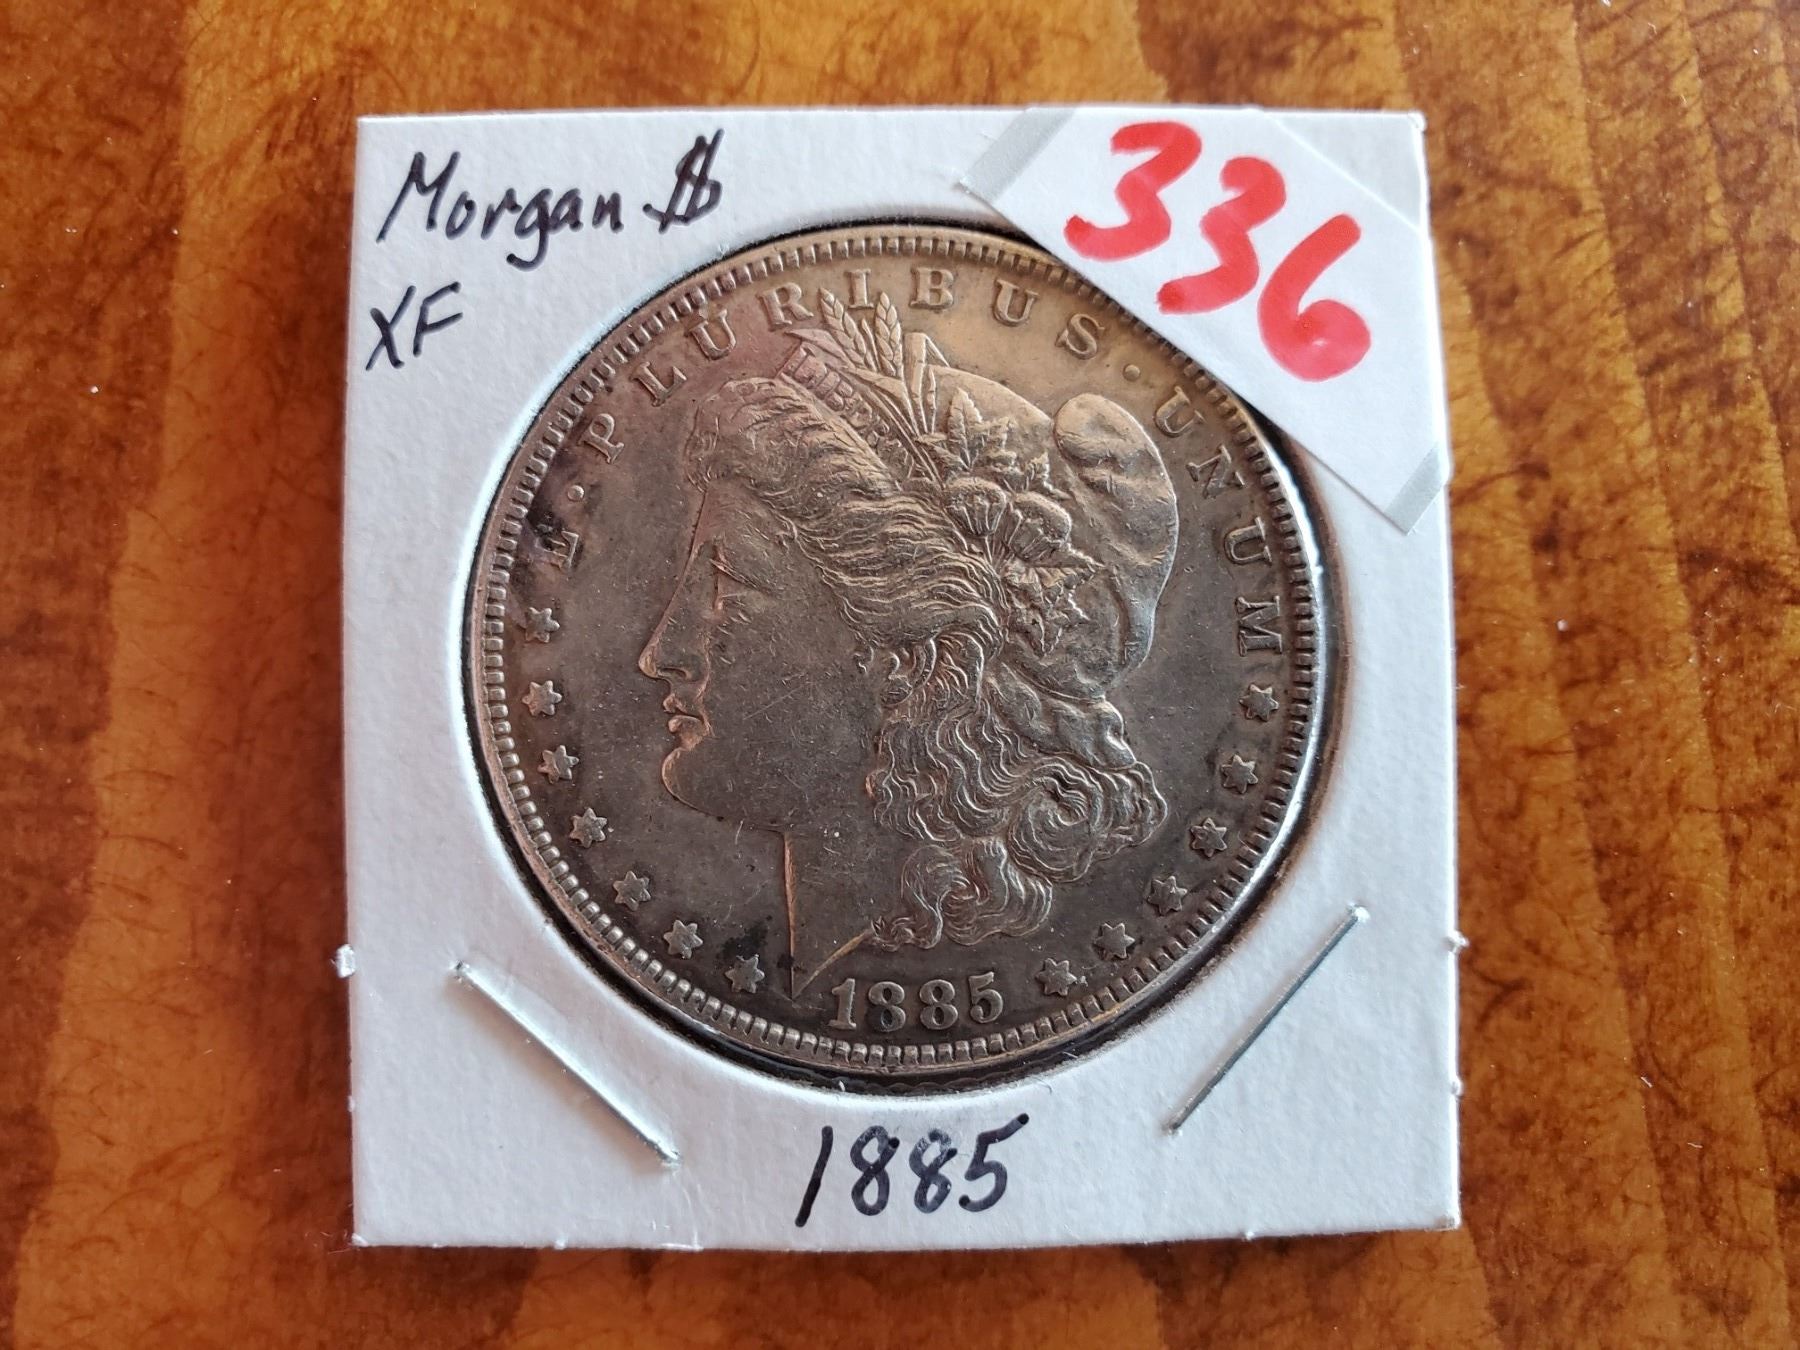 Morgan $
XF
336
E · PLURIBUS · UNUM
LIBERTY
1885
1885